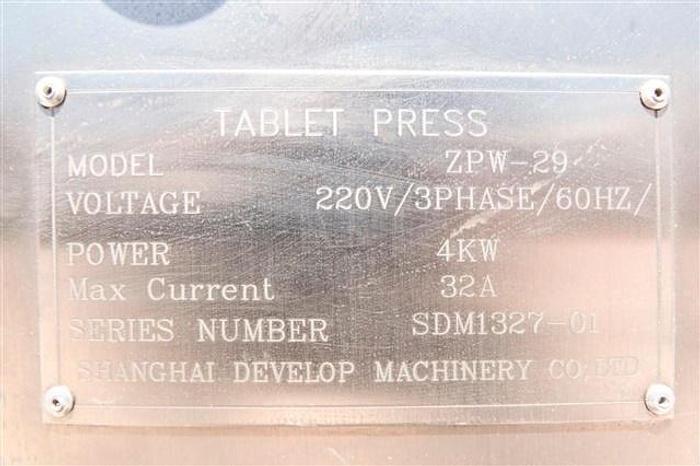 TABLET PRESS
MODEL ZPW-29
VOLTAGE 220V/3PHASE/60HZ/
POWER 4KW
Max Current 32A
SERIES NUMBER SDM1327-01
SHANGHAI DEVELOP MACHINERY CO;LTD